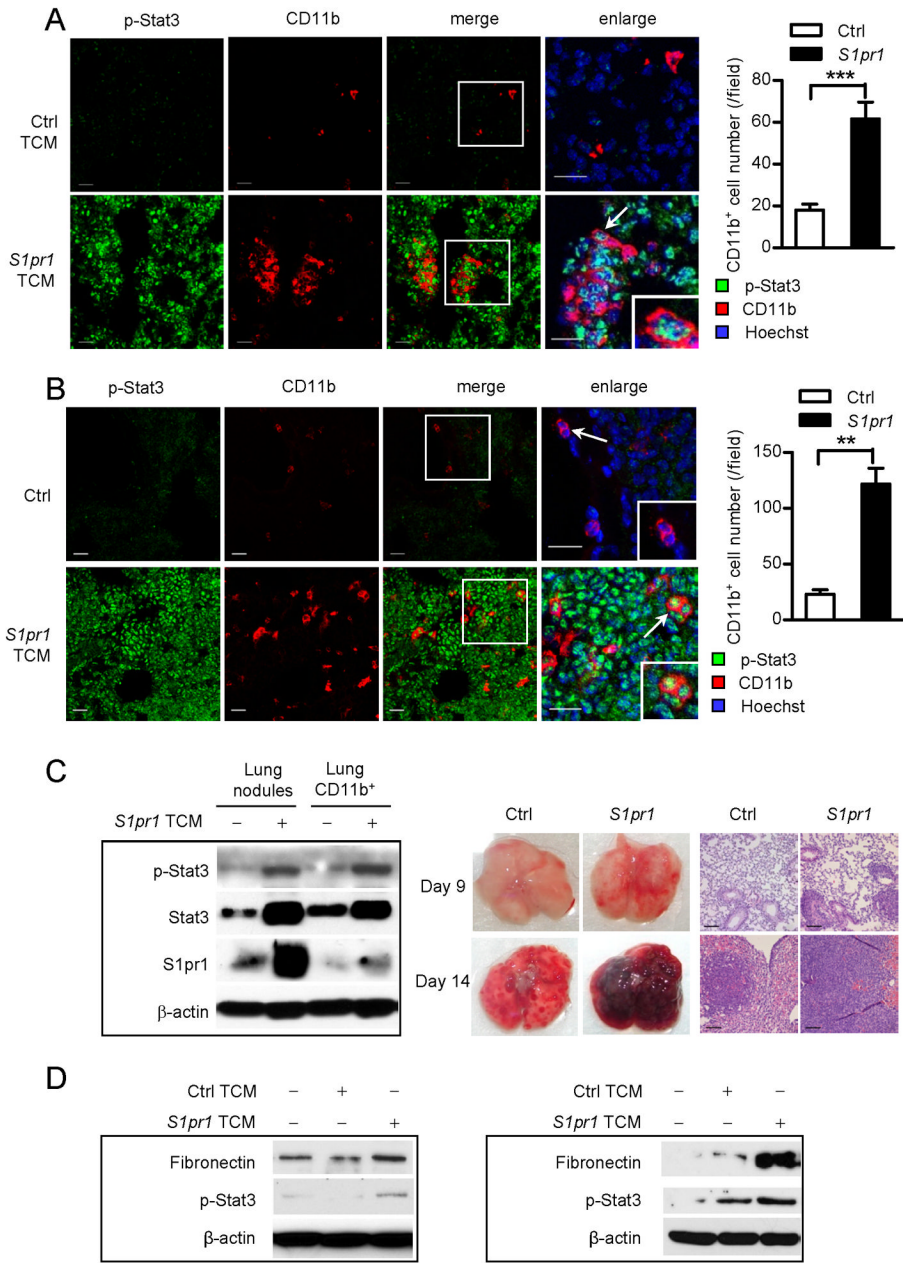 A
p-Stat3 CD11b merge enlarge
Ctrl
TCM
S1pr1
TCM
Ctrl
S1pr1
CD11b⁺ cell number (/field)
80
60
40
20
0
***
p-Stat3
CD11b
Hoechst
B
p-Stat3 CD11b merge enlarge
Ctrl
S1pr1
TCM
Ctrl
S1pr1
CD11b⁺ cell number (/field)
150
100
50
0
**
p-Stat3
CD11b
Hoechst
C
Lung
nodules
Lung
CD11b⁺
S1pr1 TCM – + – +
p-Stat3
Stat3
S1pr1
β-actin
Ctrl S1pr1 Ctrl S1pr1
Day 9
Day 14
D
Ctrl TCM – + –
S1pr1 TCM – – +
Fibronectin
p-Stat3
β-actin
Ctrl TCM – + –
S1pr1 TCM – – +
Fibronectin
p-Stat3
β-actin